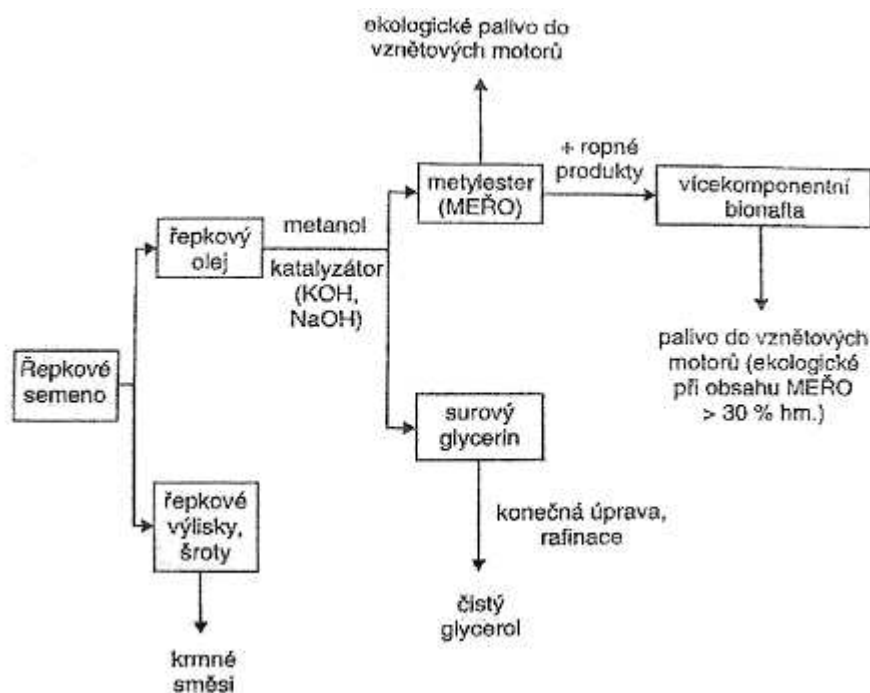 ekologické palivo do
vznětových motorů
+ ropné
produkty
metylester
(MEŘO)
vícekomponentní
bionafta
metanol
řepkový
olej
katalyzátor
(KOH,
NaOH)
palivo do vznětových
motorů (ekologické
při obsahu MEŘO
> 30 % hm.)
Řepkové
semeno
surový
glycerin
řepkové
výlisky,
šroty
konečná úprava,
rafinace
čistý
glycerol
krmné
směsi